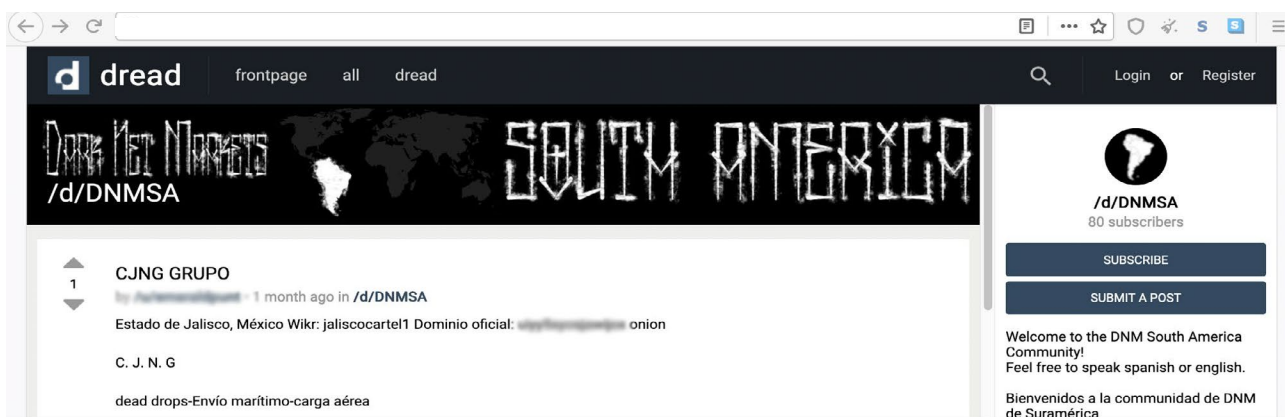 dread
frontpage all dread
Login or Register
DARK NET MARKETS
SOUTH AMERICA
/d/DNMSA
/d/DNMSA
80 subscribers
SUBSCRIBE
SUBMIT A POST
Welcome to the DNM South America
Community!
Feel free to speak spanish or english.
Bienvenidos a la communidad de DNM
de Suramérica
1
CJNG GRUPO
by 1 month ago in /d/DNMSA
Estado de Jalisco, México Wikr: jaliscocartel1 Dominio oficial: onion
C. J. N. G
dead drops-Envío marítimo-carga aérea